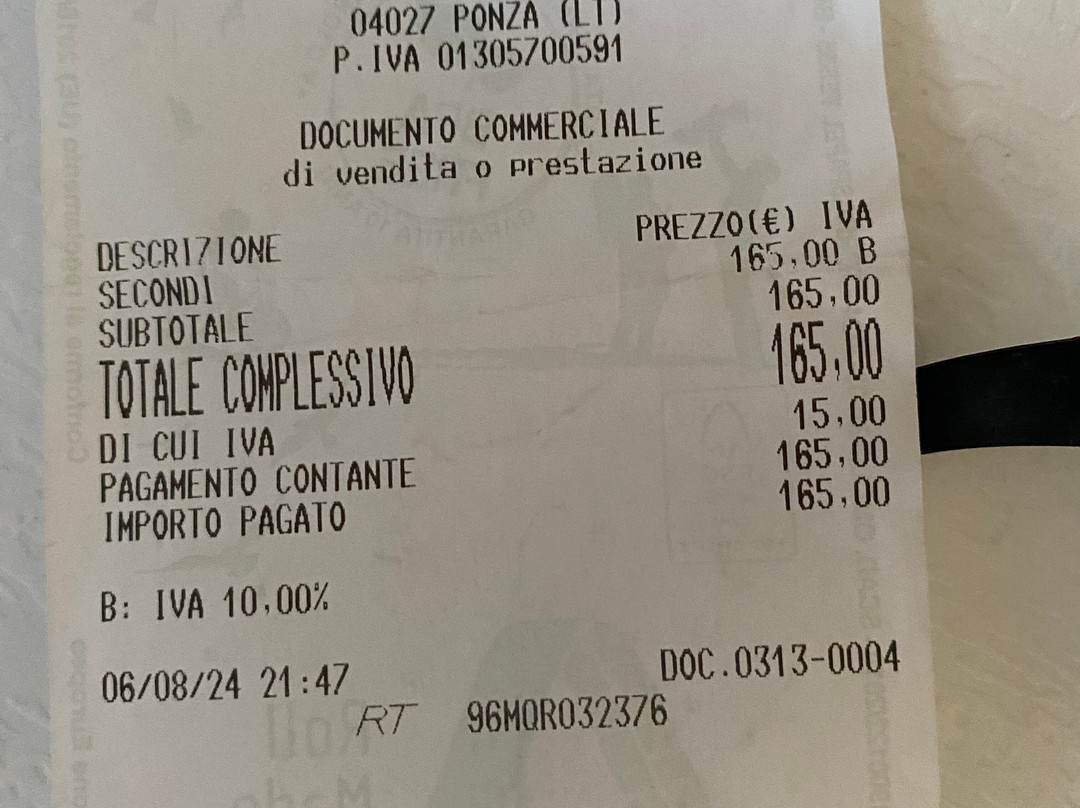 04027 PONZA (LT)
P.IVA 01305700591
DOCUMENTO COMMERCIALE
di vendita o prestazione
DESCRIZIONE PREZZO(€) IVA
SECONDI 165,00 B
SUBTOTALE 165,00
TOTALE COMPLESSIVO 165,00
DI CUI IVA 15,00
PAGAMENTO CONTANTE 165,00
IMPORTO PAGATO 165,00
B: IVA 10,00%
06/08/24 21:47 DOC.0313-0004
RT 96MQR032376